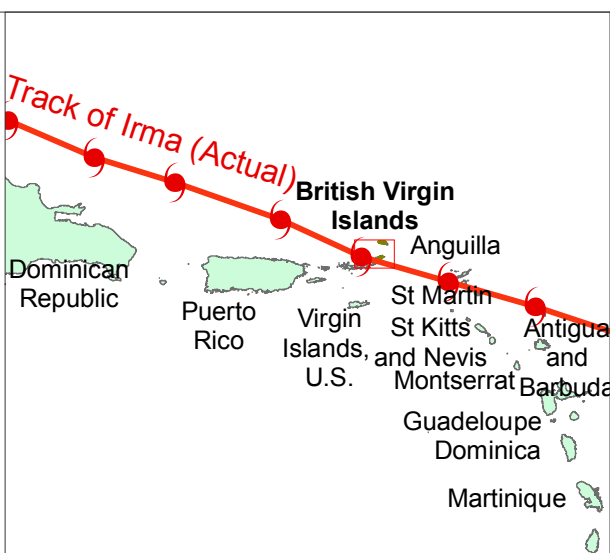 Track of Irma (Actual)
British Virgin
Islands
Anguilla
Dominican
Republic
Puerto
Rico
Virgin
Islands,
U.S.
St Martin
St Kitts
and Nevis
Antigua
and
Barbuda
Montserrat
Guadeloupe
Dominica
Martinique